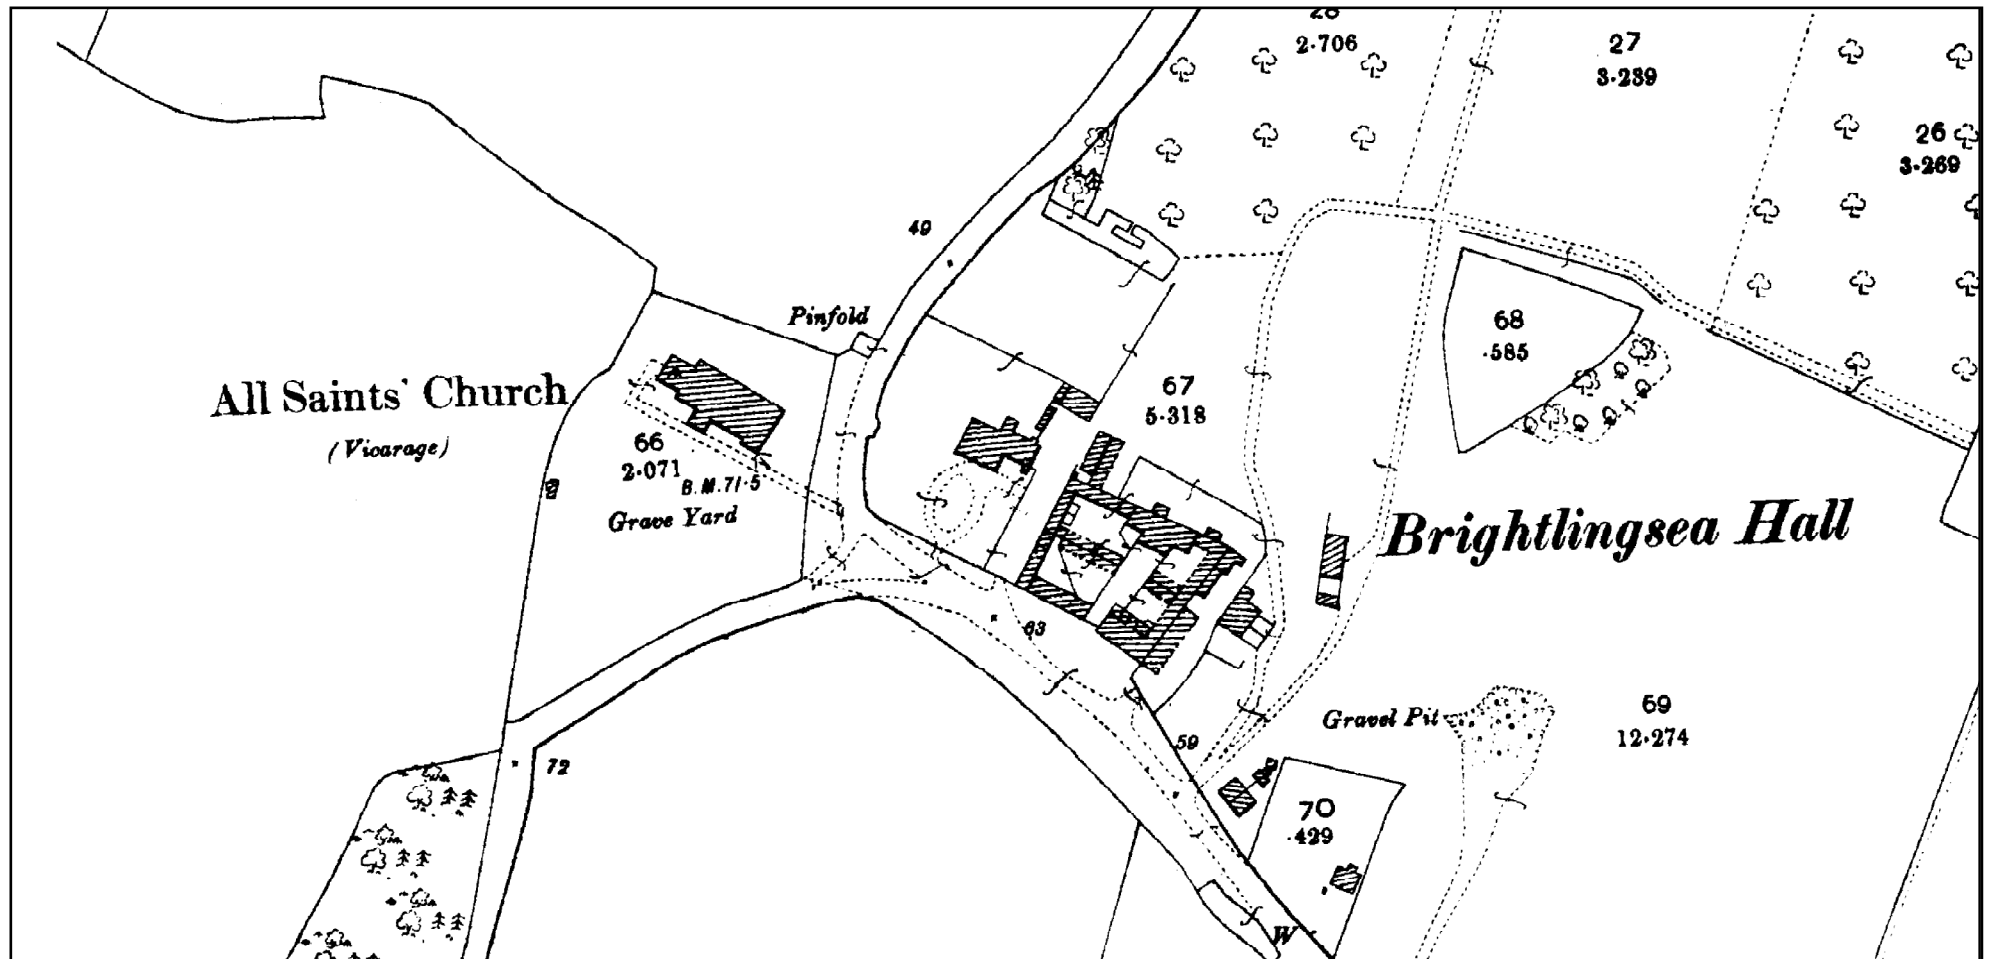 2·706
27
3·239
26
3·269
49
Pinfold
68
·585
All Saints' Church
(Vicarage)
67
5·318
66
2·071
B.M.71·5
Grave Yard
Brightlingsea Hall
63
Gravel Pit
69
12·274
59
72
70
·429
W